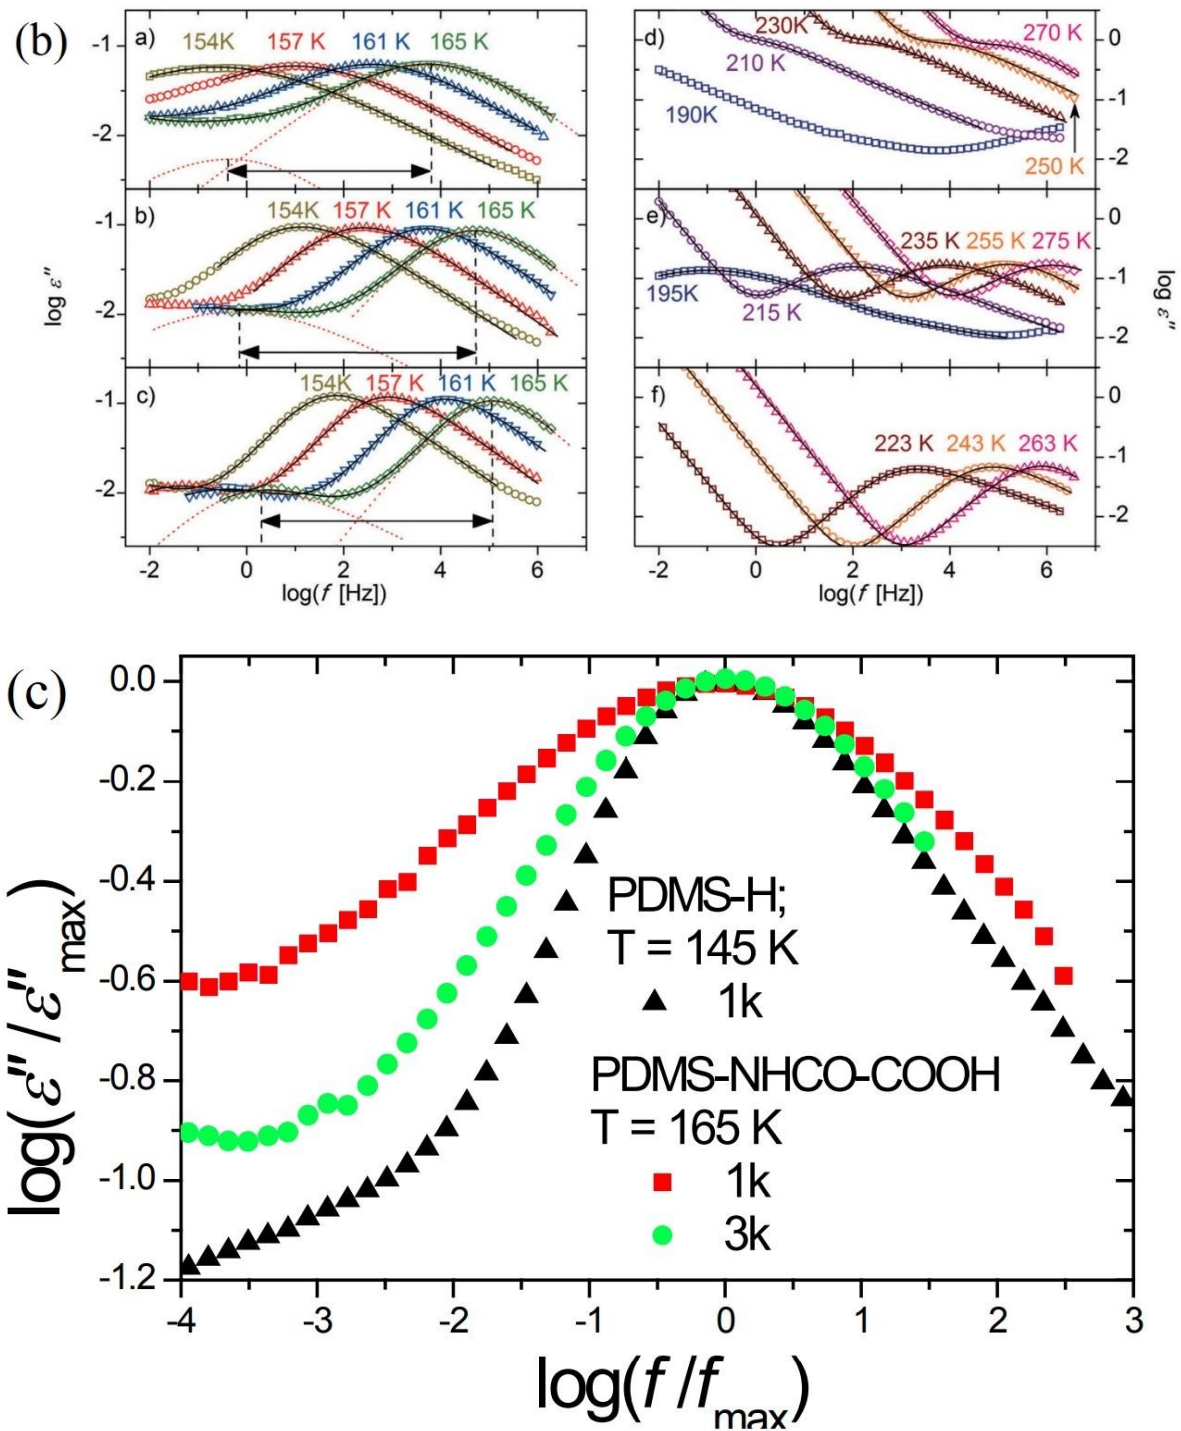 (b)
a)
154K
157 K
161 K
165 K
-1
-2
b)
154K
157 K
161 K
165 K
-1
-2
c)
154K
157 K
161 K
165 K
-1
-2
log ε″
-2 0 2 4 6
log(f [Hz])
d)
230K
270 K
210 K
190K
250 K
0
-1
-2
e)
235 K 255 K 275 K
195K
215 K
0
-1
-2
f)
223 K 243 K 263 K
0
-1
-2
log ε″
-2 0 2 4 6
log(f [Hz])
(c)
0.0
-0.2
-0.4
-0.6
-0.8
-1.0
-1.2
log(ε″/ε″max)
PDMS-H;
T = 145 K
1k
PDMS-NHCO-COOH
T = 165 K
1k
3k
-4 -3 -2 -1 0 1 2 3
log(f/fmax)